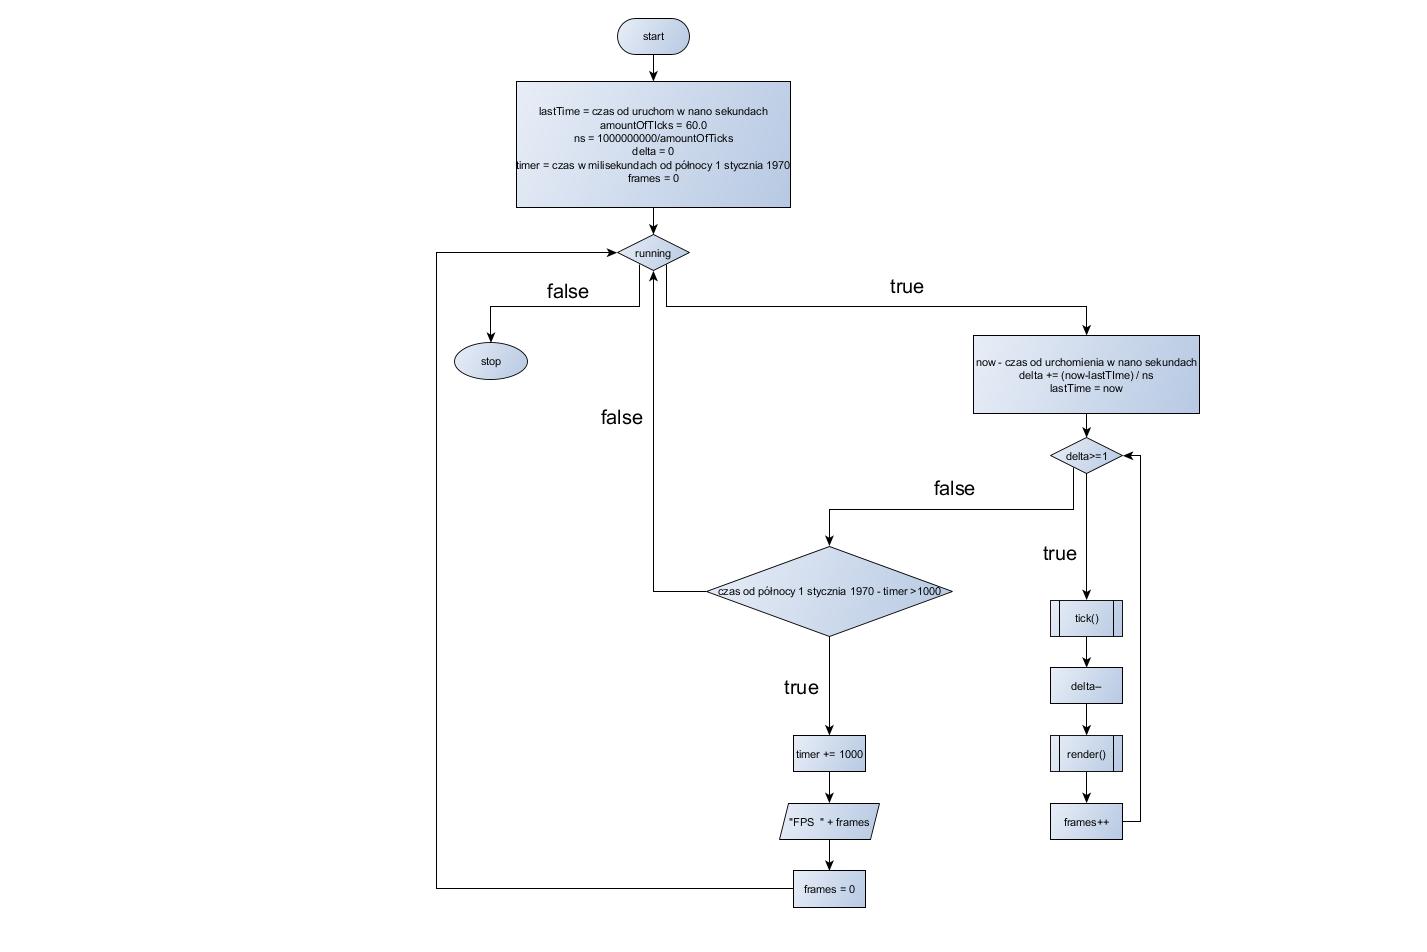 start
lastTime = czas od uruchom w nano sekundach
amountOfTIcks = 60.0
ns = 1000000000/amountOfTicks
delta = 0
timer = czas w milisekundach od północy 1 stycznia 1970
frames = 0
running
false
true
stop
now - czas od urchomienia w nano sekundach
delta += (now-lastTIme) / ns
lastTime = now
false
delta>=1
false
true
czas od północy 1 stycznia 1970 - timer >1000
tick()
true
delta–
timer += 1000
render()
"FPS  " + frames
frames++
frames = 0